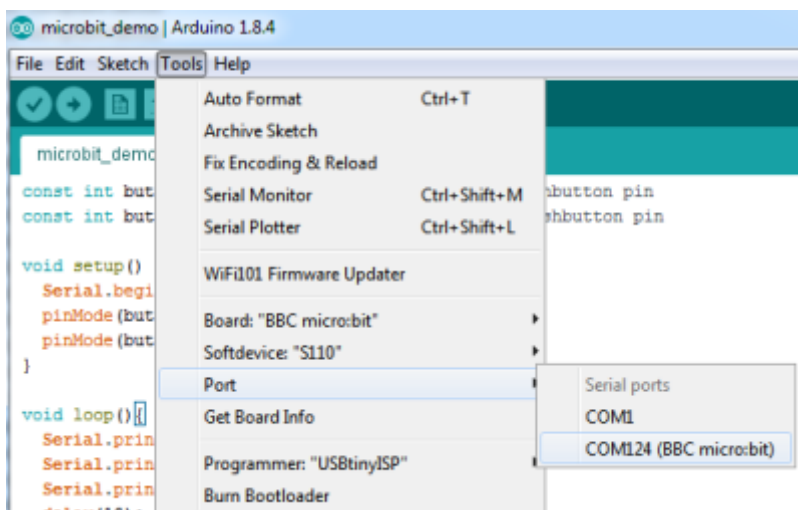 microbit_demo | Arduino 1.8.4
File Edit Sketch Tools Help
microbit_demo
const int but
const int but
void setup()
Serial.begi
pinMode(but
pinMode(but
}
void loop(){
Serial.prin
Serial.prin
Serial.prin
Auto Format Ctrl+T
Archive Sketch
Fix Encoding & Reload
Serial Monitor Ctrl+Shift+M
Serial Plotter Ctrl+Shift+L
WiFi101 Firmware Updater
Board: "BBC micro:bit"
Softdevice: "S110"
Port
Get Board Info
Programmer: "USBtinyISP"
Burn Bootloader
hbutton pin
shbutton pin
Serial ports
COM1
COM124 (BBC micro:bit)